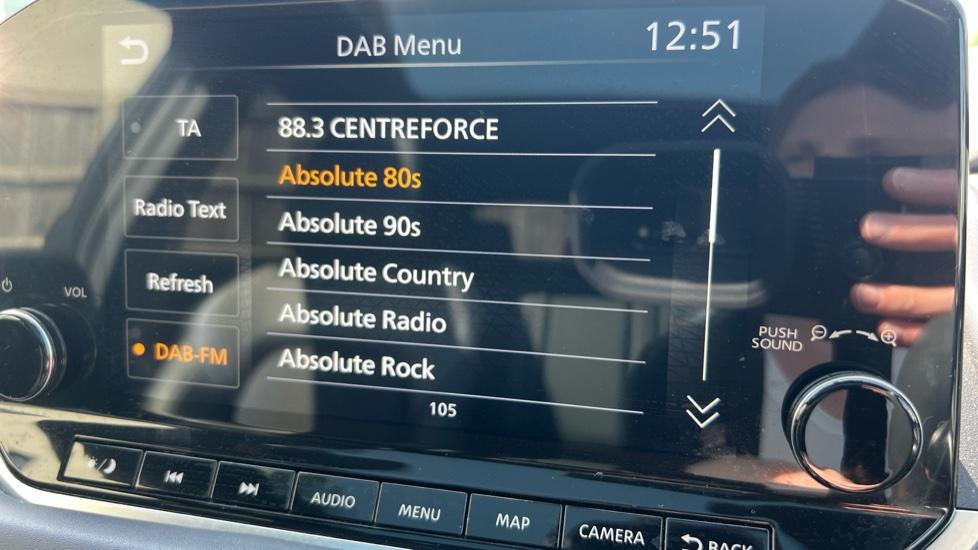 DAB Menu
12:51
TA
Radio Text
Refresh
DAB-FM
88.3 CENTREFORCE
Absolute 80s
Absolute 90s
Absolute Country
Absolute Radio
Absolute Rock
105
VOL
PUSH
SOUND
AUDIO
MENU
MAP
CAMERA
BACK